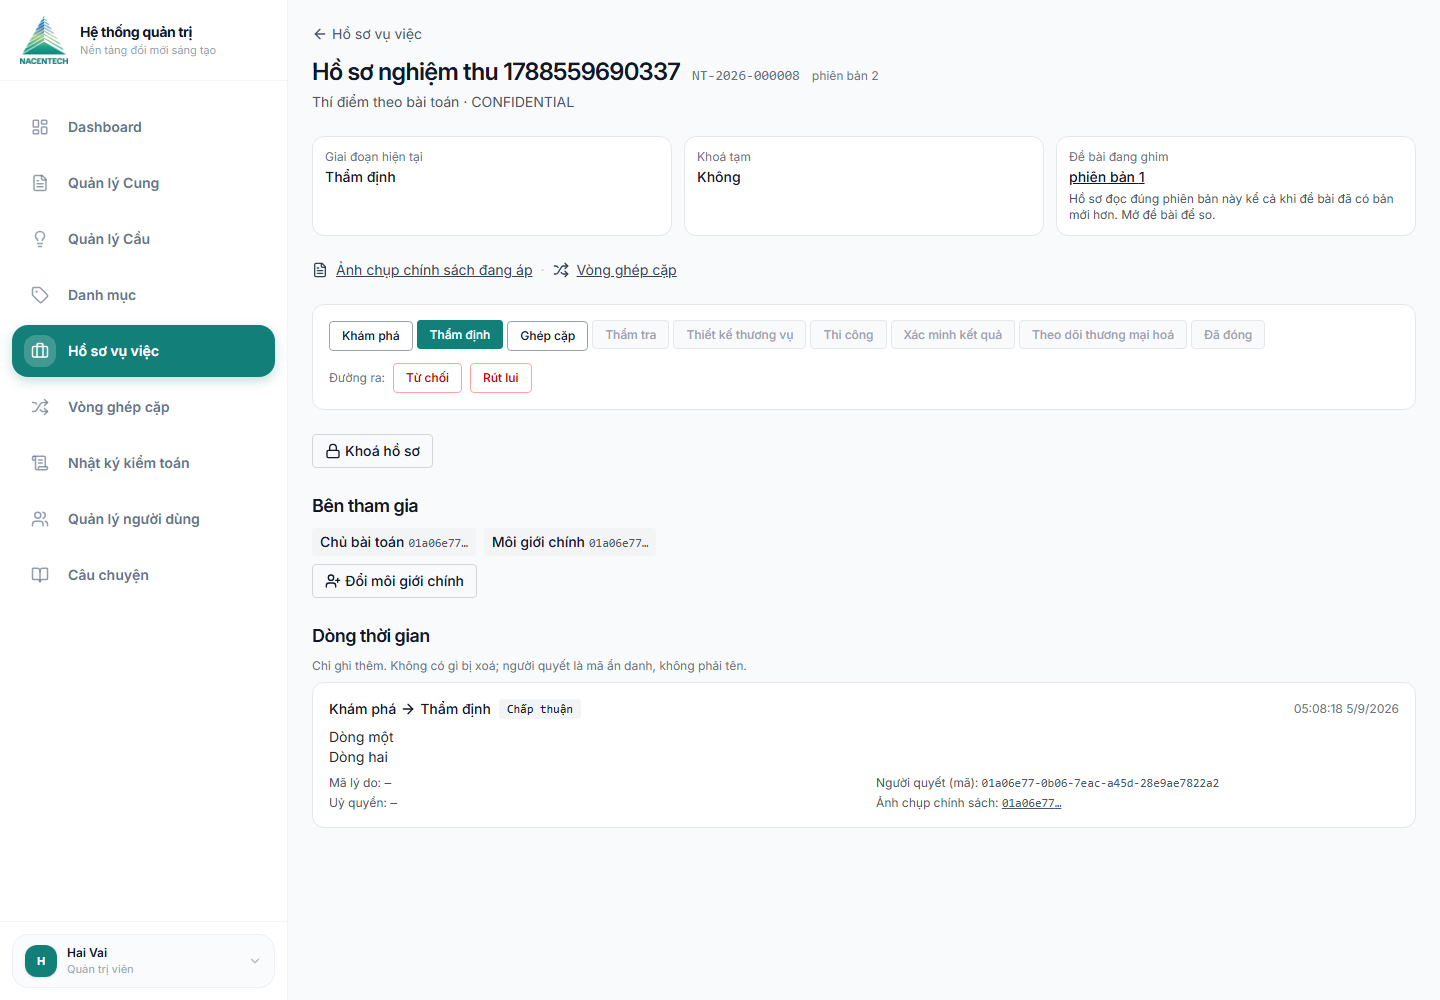 NACENTECH
Hệ thống quản trị
Nền tảng đổi mới sáng tạo
Dashboard
Quản lý Cung
Quản lý Cầu
Danh mục
Hồ sơ vụ việc
Vòng ghép cặp
Nhật ký kiểm toán
Quản lý người dùng
Câu chuyện
H
Hai Vai
Quản trị viên
Hồ sơ vụ việc
Hồ sơ nghiệm thu 1788559690337 NT-2026-000008 phiên bản 2
Thí điểm theo bài toán · CONFIDENTIAL
Giai đoạn hiện tại
Thẩm định
Khoá tạm
Không
Đề bài đang ghim
phiên bản 1
Hồ sơ đọc đúng phiên bản này kể cả khi đề bài đã có bản
mới hơn. Mở đề bài để so.
Ảnh chụp chính sách đang áp · Vòng ghép cặp
Khám phá Thẩm định Ghép cặp Thẩm tra Thiết kế thương vụ Thi công Xác minh kết quả Theo dõi thương mại hoá Đã đóng
Đường ra: Từ chối Rút lui
Khoá hồ sơ
Bên tham gia
Chủ bài toán 01a06e77… Môi giới chính 01a06e77…
Đổi môi giới chính
Dòng thời gian
Chỉ ghi thêm. Không có gì bị xoá; người quyết là mã ẩn danh, không phải tên.
Khám phá → Thẩm định Chấp thuận 05:08:18 5/9/2026
Dòng một
Dòng hai
Mã lý do: – Người quyết (mã): 01a06e77-0b06-7eac-a45d-28e9ae7822a2
Uỷ quyền: – Ảnh chụp chính sách: 01a06e77…